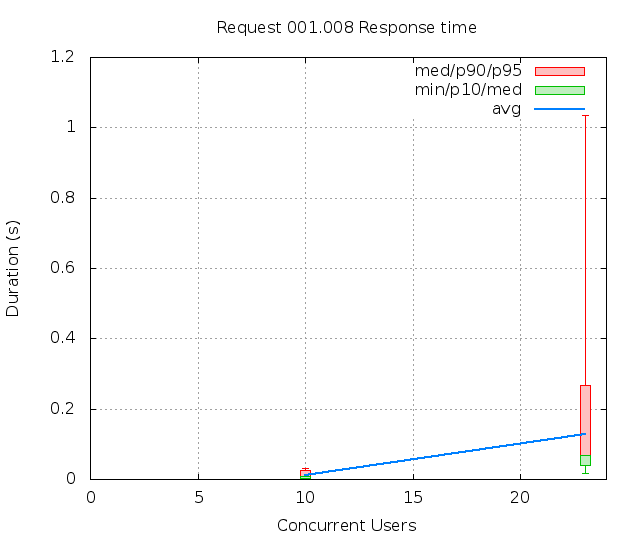 Request 001.008 Response time
med/p90/p95
min/p10/med
avg
1.2
1
0.8
0.6
0.4
0.2
0
Duration (s)
0 5 10 15 20
Concurrent Users